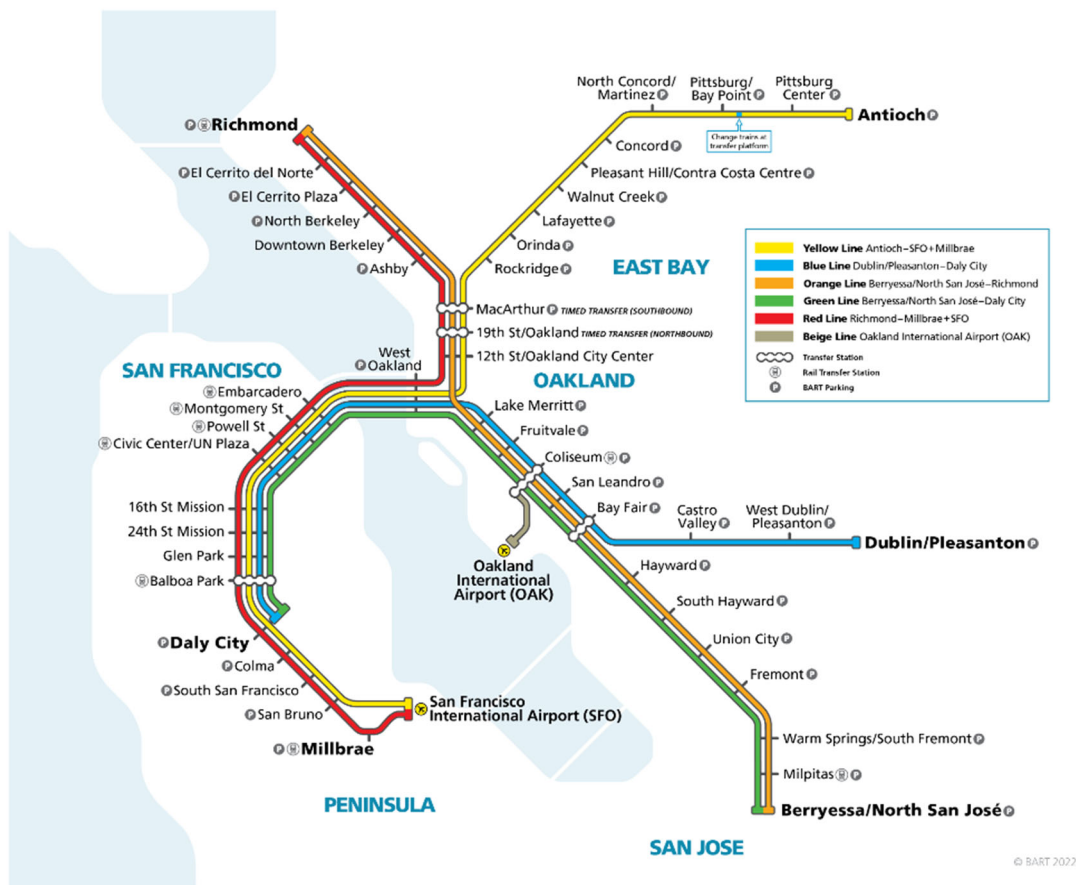 North Concord/
Martinez P
Pittsburg/
Bay Point P
Pittsburg
Center P
Antioch P
Change trains at
transfer platform
P Richmond
Concord P
Pleasant Hill/Contra Costa Centre P
P El Cerrito del Norte
Walnut Creek P
P El Cerrito Plaza
Lafayette P
P North Berkeley
Orinda P
Downtown Berkeley
Rockridge P
P Ashby
EAST BAY
Yellow Line Antioch–SFO+Millbrae
Blue Line Dublin/Pleasanton–Daly City
Orange Line Berryessa/North San José–Richmond
Green Line Berryessa/North San José–Daly City
Red Line Richmond–Millbrae+SFO
Beige Line Oakland International Airport (OAK)
Transfer Station
Rail Transfer Station
P BART Parking
MacArthur P TIMED TRANSFER (SOUTHBOUND)
19th St/Oakland TIMED TRANSFER (NORTHBOUND)
12th St/Oakland City Center
West
P Oakland
SAN FRANCISCO
OAKLAND
Embarcadero
Montgomery St
Powell St
Civic Center/UN Plaza
Lake Merritt P
Fruitvale P
Coliseum P
San Leandro P
Bay Fair P
Castro
Valley P
West Dublin/
Pleasanton P
Dublin/Pleasanton P
16th St Mission
24th St Mission
Glen Park
Balboa Park
Oakland
International
Airport (OAK)
Hayward P
South Hayward P
Union City P
Fremont P
P Daly City
P Colma
P South San Francisco
P San Bruno
San Francisco
International Airport (SFO)
P Millbrae
Warm Springs/South Fremont P
Milpitas P
Berryessa/North San José P
PENINSULA
SAN JOSE
© BART 2022